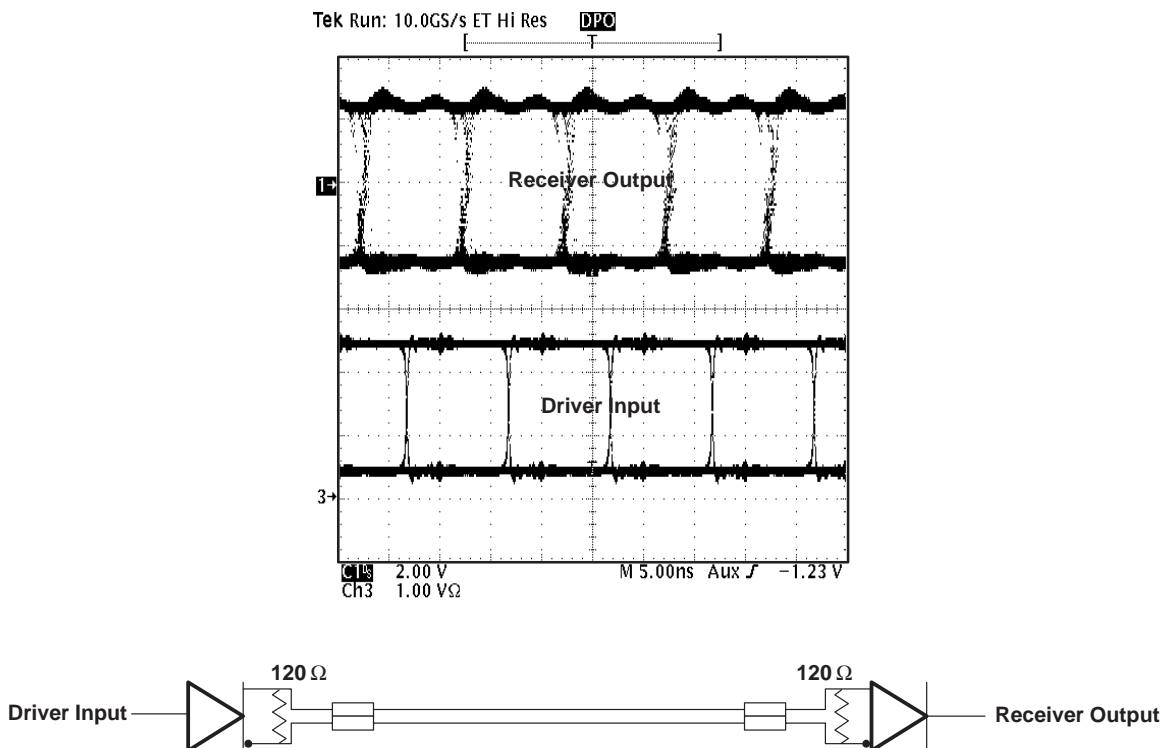 Tek Run: 10.0GS/s ET Hi Res DPO
T
1→
Receiver Output
Driver Input
3→
Ch1 2.00 V M 5.00ns Aux ∫ −1.23 V
Ch3 1.00 VΩ
120 Ω 120 Ω
Driver Input Receiver Output